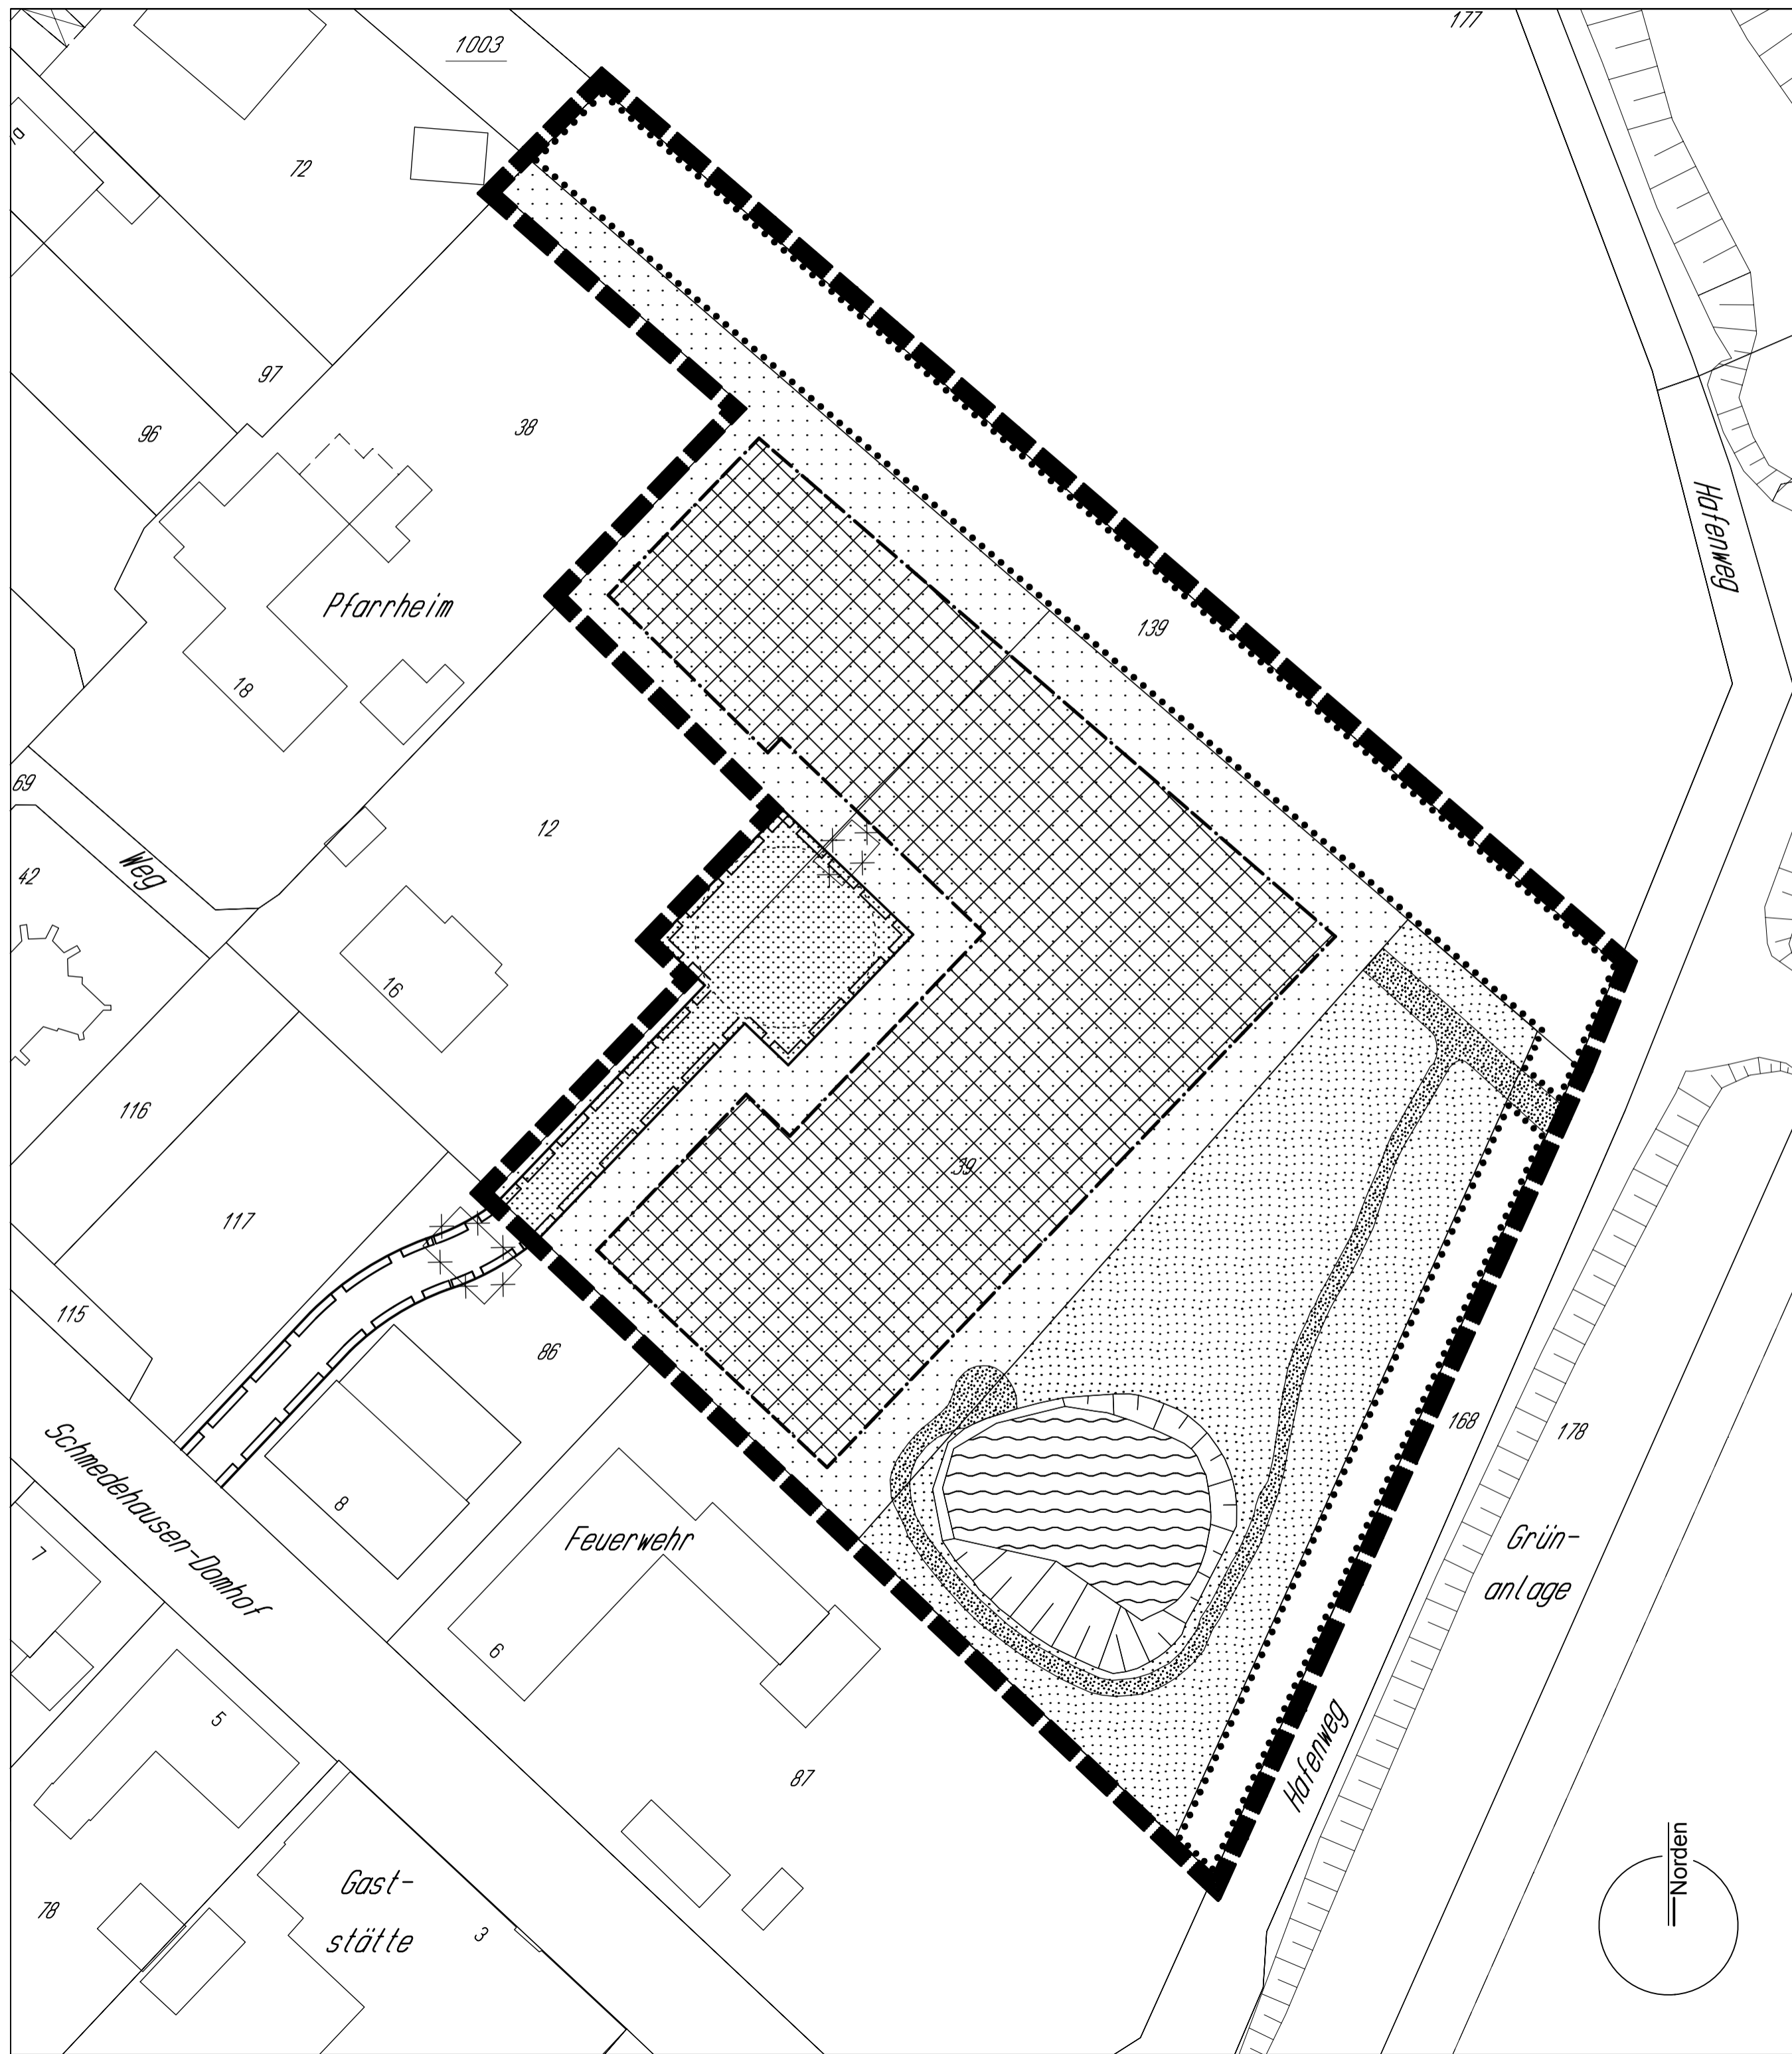 177
1003
72
97
96
38
Hafenweg
Pfarrheim
139
18
69
12
42
Weg
16
116
39
117
115
86
168
178
8
Schmedehausen-Domhof
Feuerwehr
Grün-
anlage
7
6
5
Hafenweg
87
Norden
Gast-
stätte
78
3